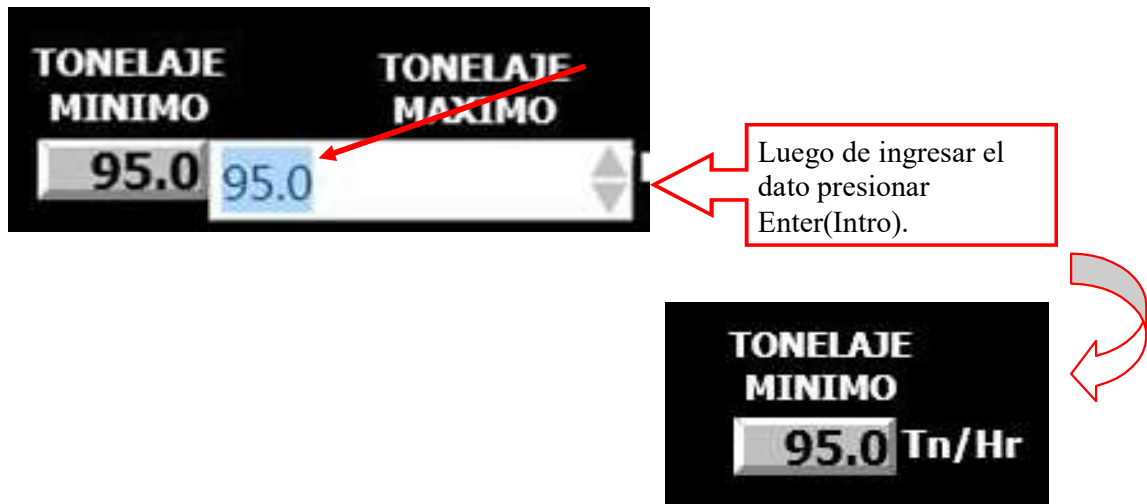 TONELAJE
MINIMO
TONELAJE
MAXIMO
95.0
95.0
Luego de ingresar el
dato presionar
Enter(Intro).
TONELAJE
MINIMO
95.0 Tn/Hr